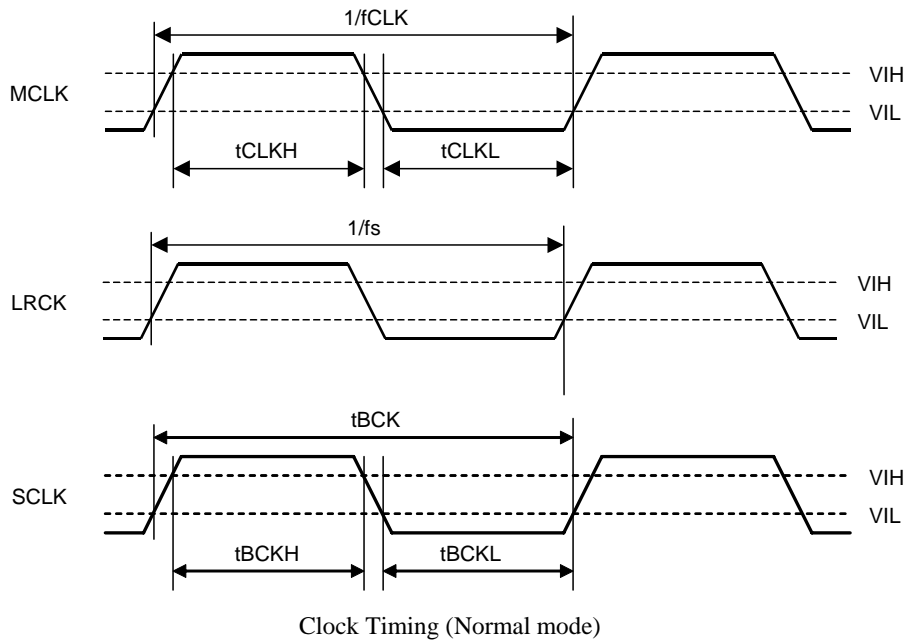 1/fCLK
VIH
MCLK
VIL
tCLKH
tCLKL
1/fs
VIH
LRCK
VIL
tBCK
VIH
SCLK
VIL
tBCKH
tBCKL
Clock Timing (Normal mode)